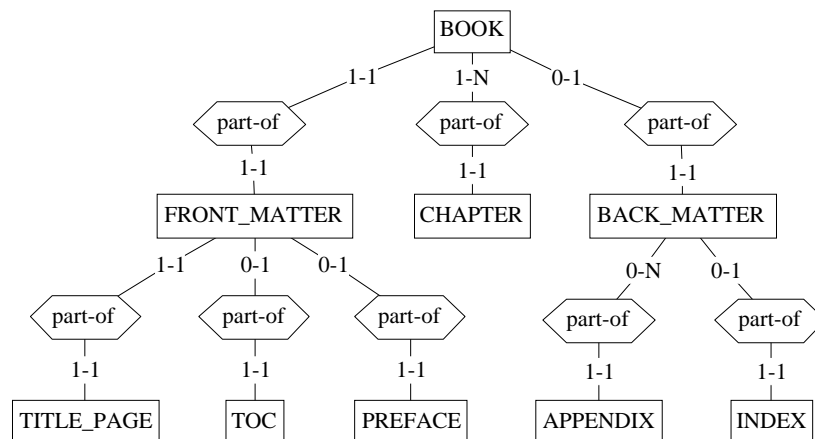 BOOK
1-1 1-N 0-1
part-of part-of part-of
1-1 1-1 1-1
FRONT_MATTER CHAPTER BACK_MATTER
1-1 0-1 0-1 0-N 0-1
part-of part-of part-of part-of part-of
1-1 1-1 1-1 1-1 1-1
TITLE_PAGE TOC PREFACE APPENDIX INDEX